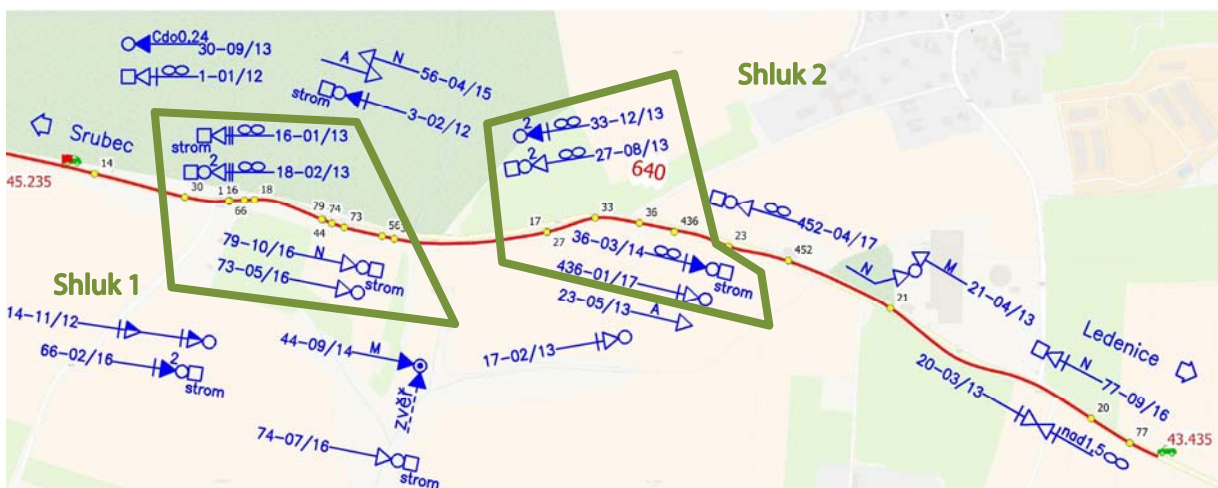 Cdo0,24
30-09/13
1-01/12
A
N
56-04/15
strom
3-02/12
Shluk 2
Srubec
14
45.235
strom
16-01/13
2
18-02/13
30
1
16
66
18
79
74
44
73
56
2
33-12/13
2
27-08/13
640
17
27
33
36
436
23
452
452-04/17
79-10/16
N
strom
73-05/16
Shluk 1
36-03/14
strom
436-01/17
23-05/13
A
N
M
21-04/13
21
14-11/12
66-02/16
2
strom
44-09/14
M
zvěř
17-02/13
74-07/16
strom
Ledenice
20-03/13
nad1,5
N
77-09/16
20
77
43.435